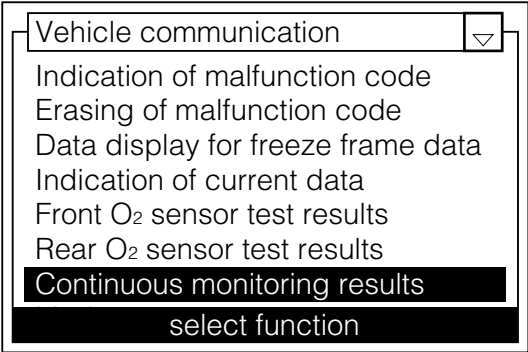 Vehicle communication
Indication of malfunction code
Erasing of malfunction code
Data display for freeze frame data
Indication of current data
Front O₂ sensor test results
Rear O₂ sensor test results
Continuous monitoring results
select function